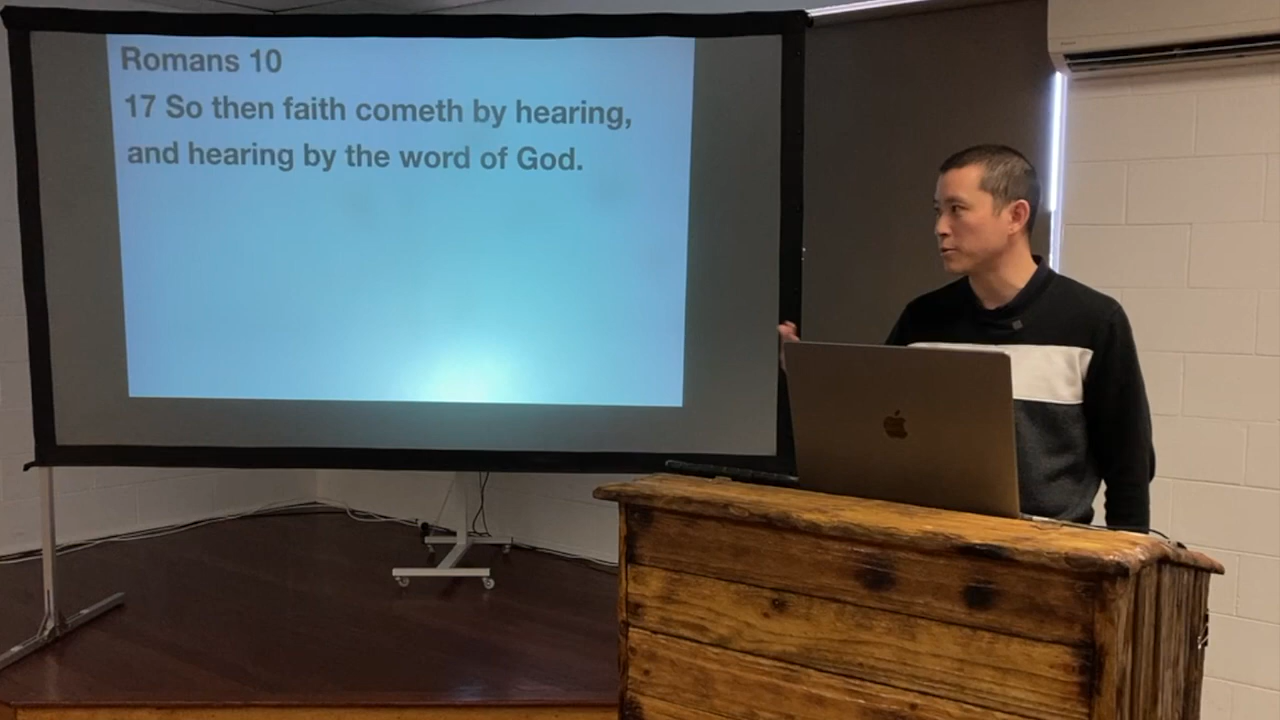 Romans 10
17 So then faith cometh by hearing,
and hearing by the word of God.